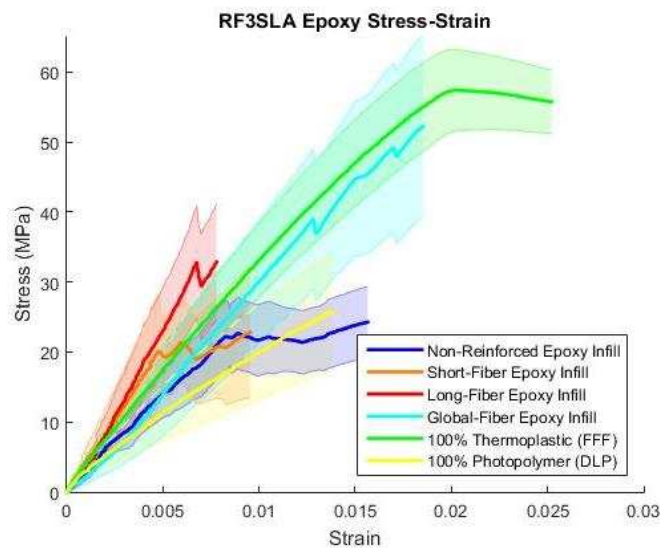 RF3SLA Epoxy Stress-Strain
60
50
40
30
20
10
0
Stress (MPa)
Non-Reinforced Epoxy Infill
Short-Fiber Epoxy Infill
Long-Fiber Epoxy Infill
Global-Fiber Epoxy Infill
100% Thermoplastic (FFF)
100% Photopolymer (DLP)
0 0.005 0.01 0.015 0.02 0.025 0.03
Strain